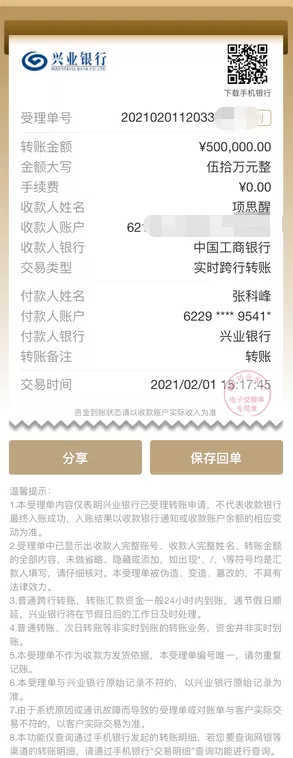 兴业银行
INDUSTRIAL BANK CO.,LTD.
下载手机银行
受理单号 2021020112033
转账金额 ¥500,000.00
金额大写 伍拾万元整
手续费 ¥0.00
收款人姓名 项思醒
收款人账户 62
收款人银行 中国工商银行
交易类型 实时跨行转账
付款人姓名 张科峰
付款人账户 6229 **** 9541*
付款人银行 兴业银行
转账备注 转账
交易时间 2021/02/01 15:17:45
电子受理单
专用章
资金到账状态请以收款账户实际收入为准
分享 保存回单
温馨提示:
1.本受理单内容仅表明兴业银行已受理转账申请，不代表收款银行
最终入账成功、入账结果以收款银行通知或收款账户余额的相应变
动为准。
2.受理单中已显示出收款人完整账号、收款人完整姓名、转账金额
的全部内容，未做省略、隐藏或添加，如出现*、/、\等符号均是汇
款人填写，请仔细核对。本受理单被伪造、变造、篡改的，不具有
法律效力。
3.普通跨行转账，转账汇款资金一般24小时内到账，遇节假日顺
延，兴业银行将在节假日后的工作日及时处理。
4.普通转账、次日转账等非实时到账的转账业务，资金并非实时到
账。
5.本受理单不作为收款方发货依据，本受理单编号唯一，请勿重复
记账。
6.本受理单与兴业银行原始记录不符的，以兴业银行原始记录为
准。
7.由于系统原因或通讯故障而导致的受理单或对账单与客户实际交
易不符的，以客户实际交易为准。
8.本功能仅查询通过手机银行发起的转账明细，若您要查询网银等
渠道的转账明细，请通过手机银行“交易明细”查询功能进行查询。